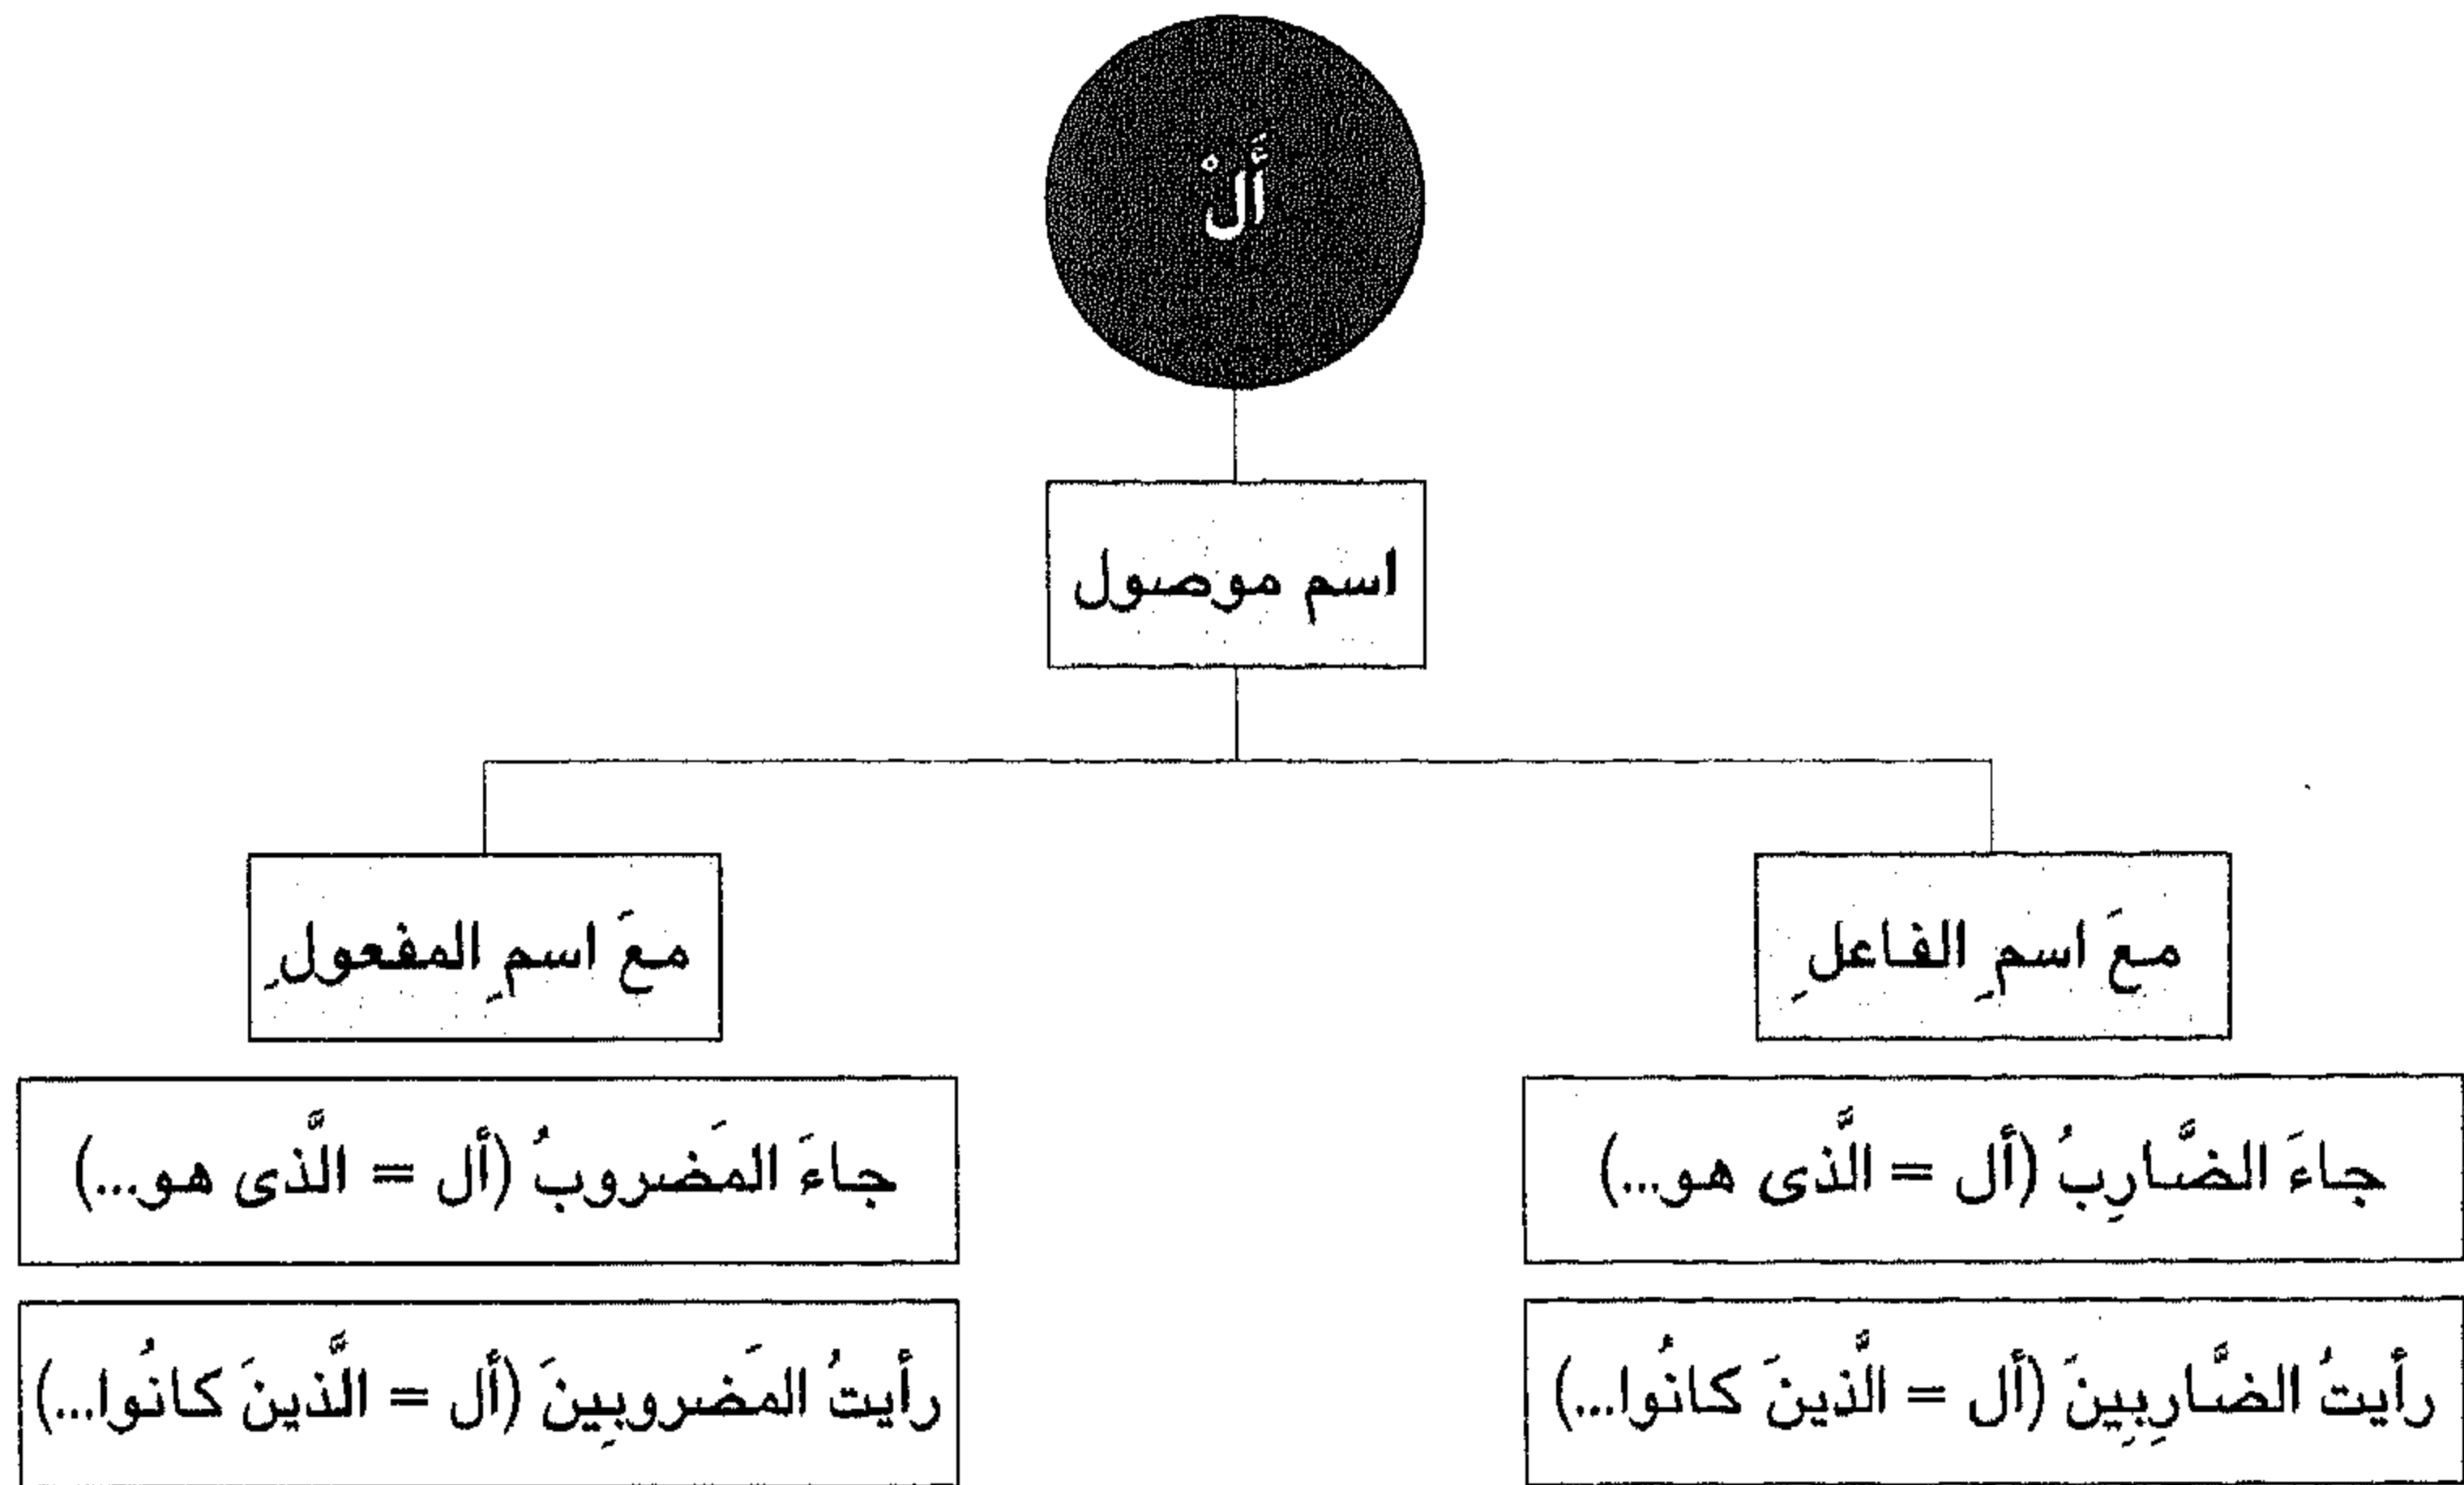 أَلْ
اسم موصول
معَ اسمِ الفاعلِ
جاءَ الضَّارِبُ (أل = الَّذى هو...)
رأيتُ الضَّارِبِينَ (أل = الَّذينَ كانُوا...)
معَ اسمِ المفعولِ
جاءَ المَضروبُ (أل = الَّذى هو...)
رأيتُ المَضروبِينَ (أل = الَّذينَ كانُوا...)